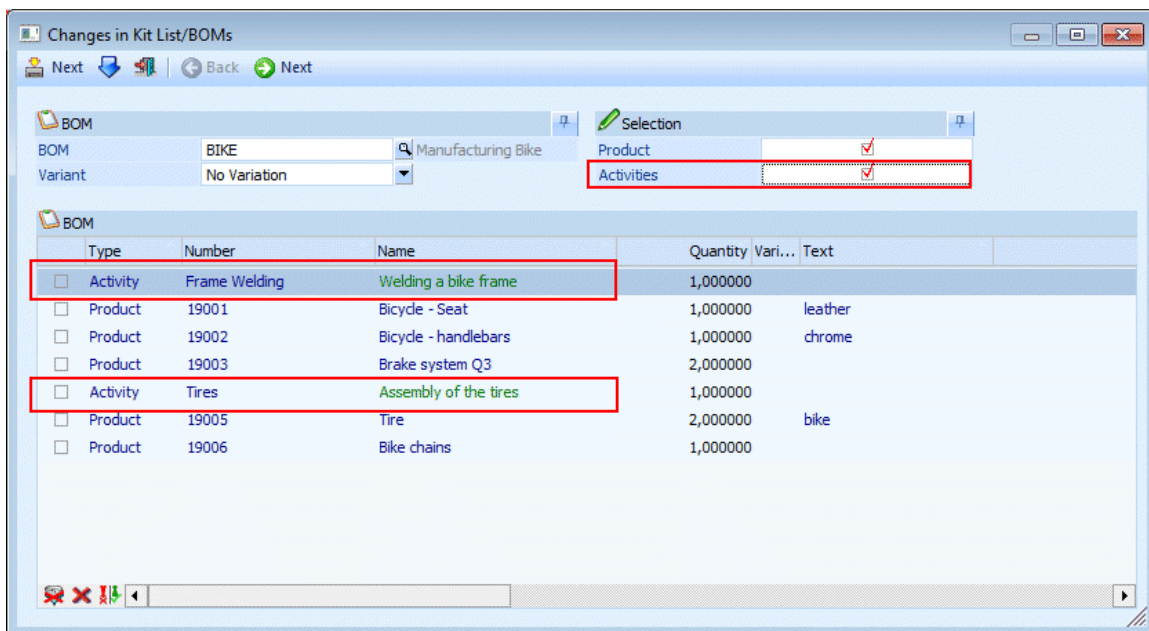 Changes in Kit List/BOMs
Next Back Next
BOM Selection
BOM BIKE Manufacturing Bike Product
Variant No Variation Activities
BOM
Type Number Name Quantity Vari... Text
Activity Frame Welding Welding a bike frame 1,000000
Product 19001 Bicycle - Seat 1,000000 leather
Product 19002 Bicycle - handlebars 1,000000 chrome
Product 19003 Brake system Q3 2,000000
Activity Tires Assembly of the tires 1,000000
Product 19005 Tire 2,000000 bike
Product 19006 Bike chains 1,000000